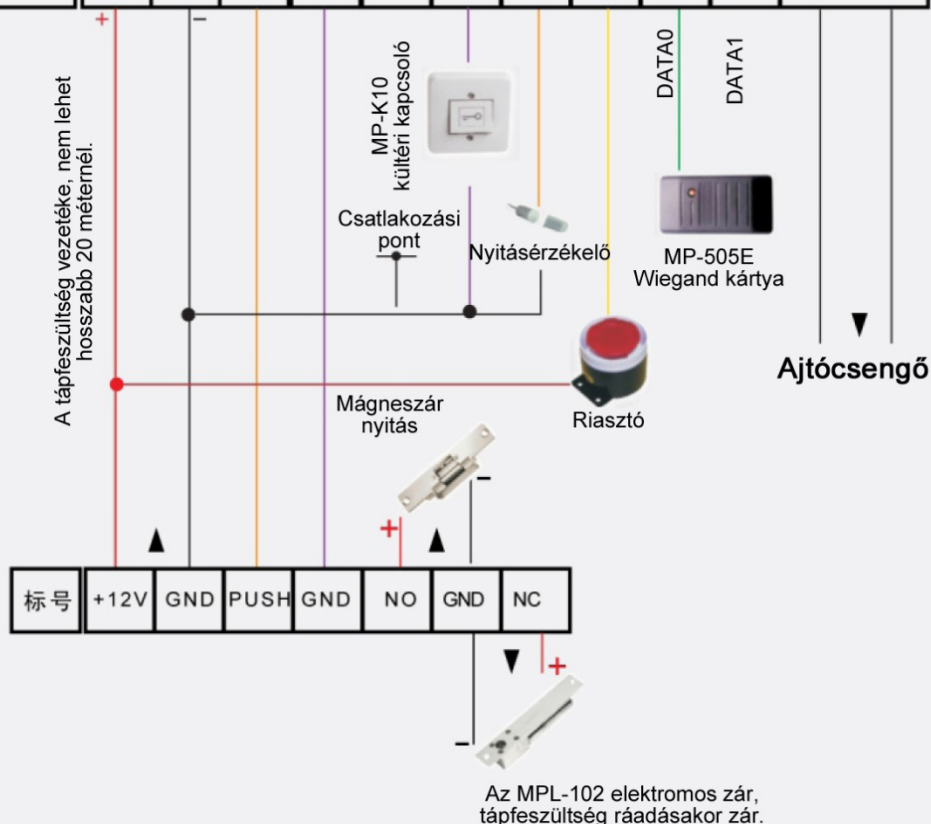 +
−
A tápfeszültség vezetéke, nem lehet
hosszabb 20 méternél.
MP-K10
kültéri kapcsoló
DATA0
DATA1
Csatlakozási
pont
Nyitásérzékelő
MP-505E
Wiegand kártya
Ajtócsengő
Riasztó
Mágneszár
nyitás
−
+
标号
+12V
GND
PUSH
GND
NO
GND
NC
+
−
Az MPL-102 elektromos zár,
tápfeszültség ráadásakor zár.